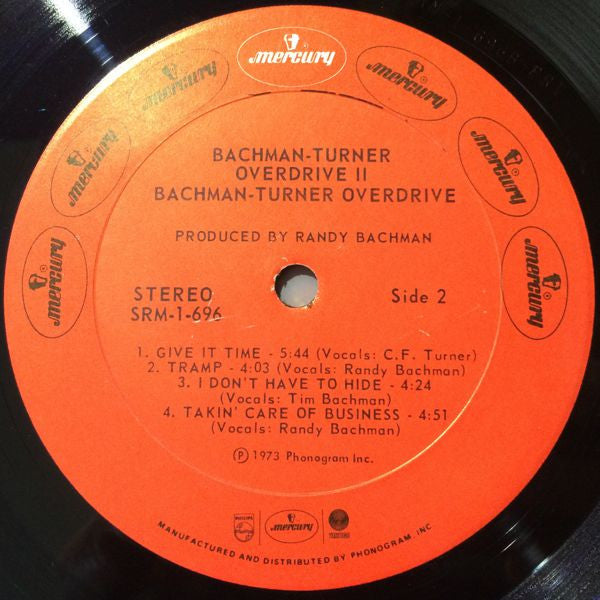 mercury
mercury
mercury
mercury
mercury
mercury
mercury
BACHMAN-TURNER
OVERDRIVE II
BACHMAN-TURNER OVERDRIVE
PRODUCED BY RANDY BACHMAN
STEREO
SRM-1-696
Side 2
1. GIVE IT TIME - 5:44 (Vocals: C.F. Turner)
2. TRAMP - 4:03 (Vocals: Randy Bachman)
3. I DON'T HAVE TO HIDE - 4:24
(Vocals: Tim Bachman)
4. TAKIN' CARE OF BUSINESS - 4:51
(Vocals: Randy Bachman)
Ⓟ 1973 Phonogram Inc.
PHILIPS
mercury
MANUFACTURED AND DISTRIBUTED BY PHONOGRAM, INC